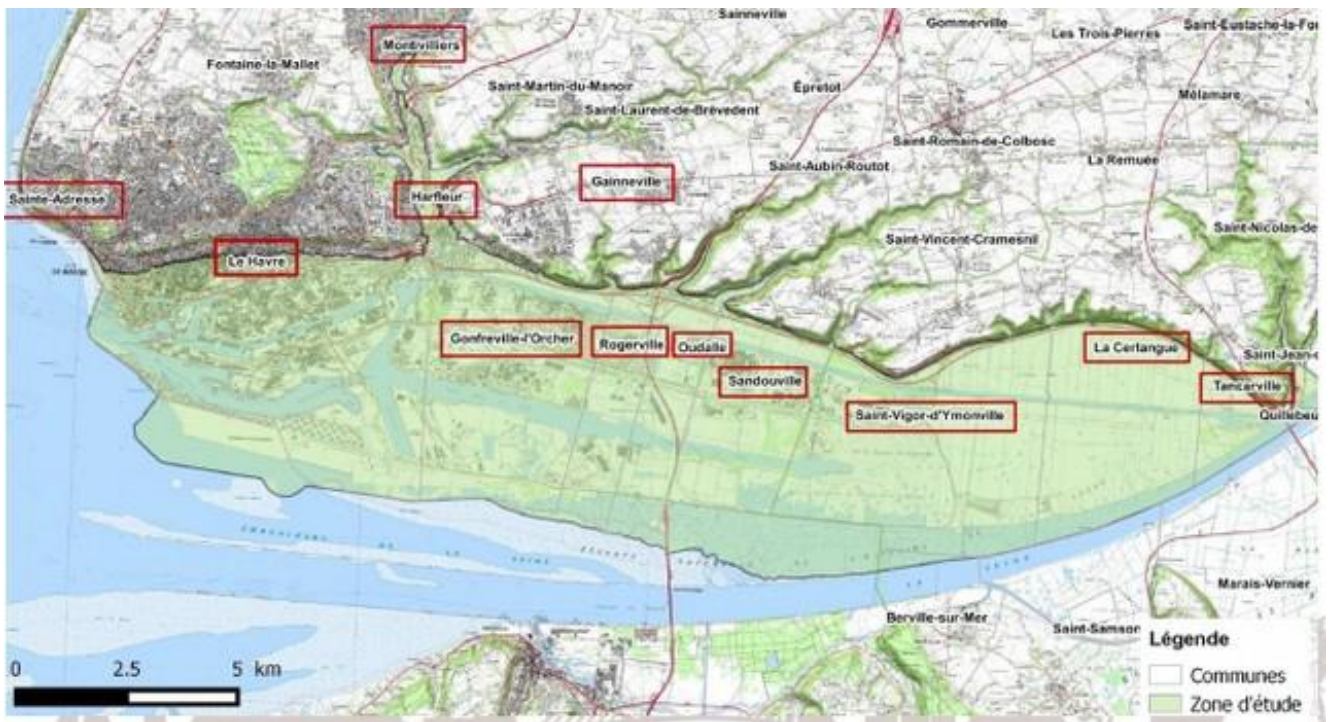 Sainneville
Gommerville
Saint-Eustache-la-Fo
Les Trois-Pierres
Montivilliers
Fontaine-la-Mallet
Saint-Martin-du-Manoir
Épretot
Mélamare
Saint-Laurent-de-Brévedent
Saint-Romain-de-Colbosc
La Remuée
Saint-Aubin-Routot
Gainneville
Sainte-Adresse
Harfleur
Saint-Nicolas-de
Saint-Vincent-Cramesnil
Le Havre
Gonfreville-l'Orcher
Rogerville
Oudalle
La Cerlangue
Saint-Jean-d
Sandouville
Tancarville
Saint-Vigor-d'Ymonville
Quillebeu
Marais-Vernier
Berville-sur-Mer
Saint-Samson
Légende
Communes
Zone d'étude
0 2.5 5 km